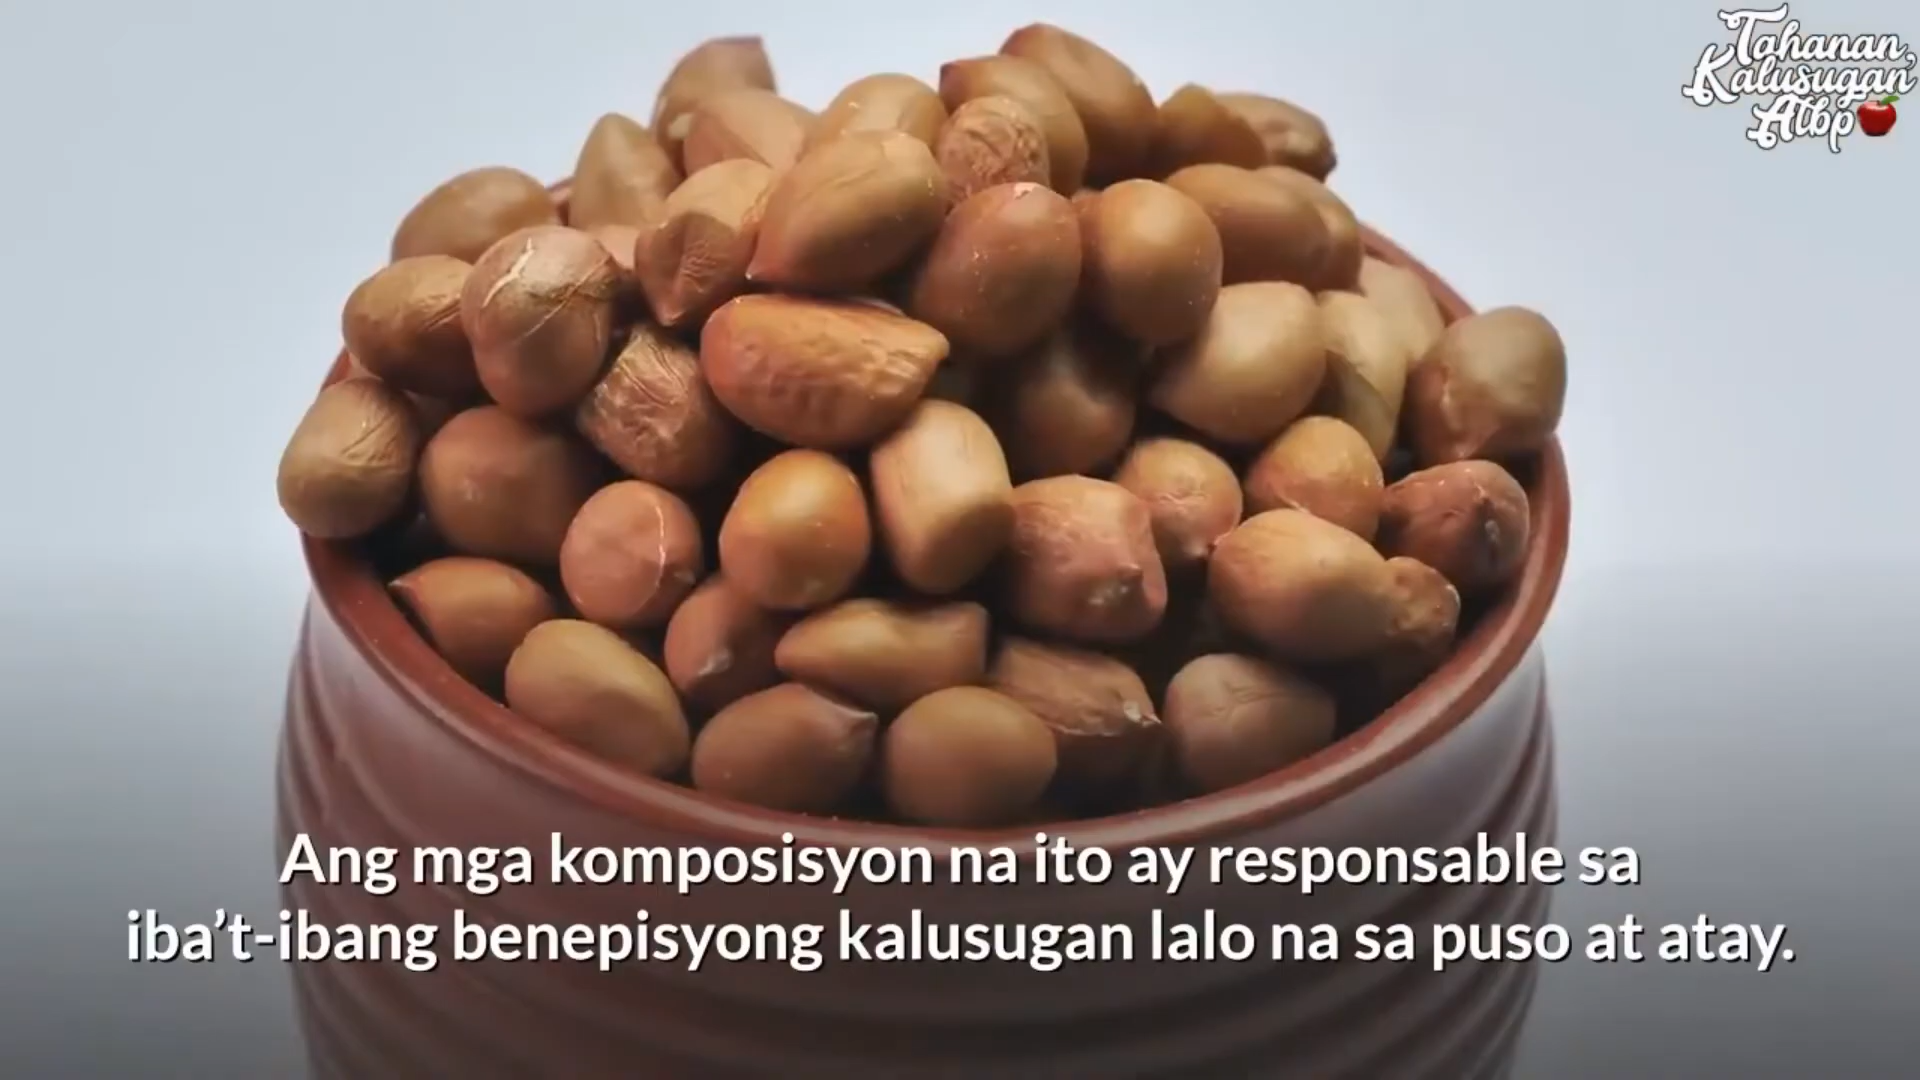 Tahanan,
Kalusugan
Atbp
Ang mga komposisyon na ito ay responsable sa
iba't-ibang benepisyong kalusugan lalo na sa puso at atay.